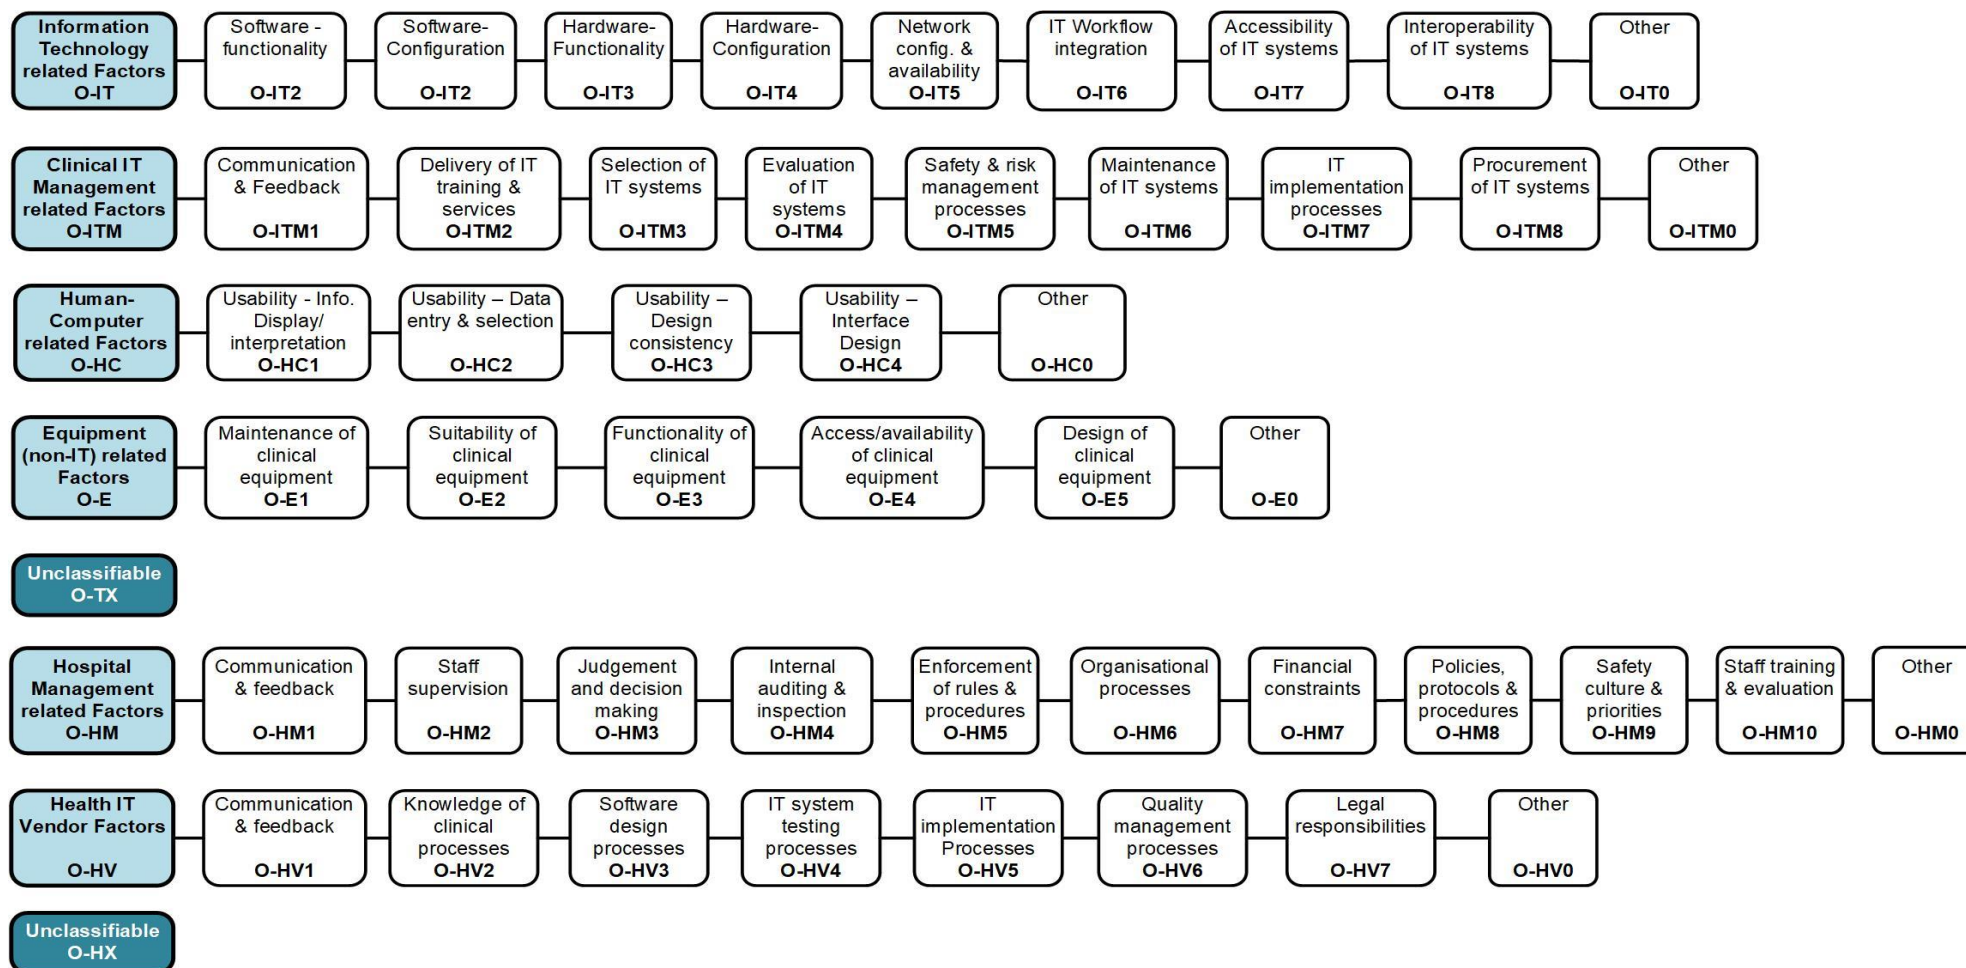 Information
Technology
related Factors
O-IT
Software -
functionality
O-IT2
Software-
Configuration
O-IT2
Hardware-
Functionality
O-IT3
Hardware-
Configuration
O-IT4
Network
config. &
availability
O-IT5
IT Workflow
integration
O-IT6
Accessibility
of IT systems
O-IT7
Interoperability
of IT systems
O-IT8
Other
O-IT0
Clinical IT
Management
related Factors
O-ITM
Communication
& Feedback
O-ITM1
Delivery of IT
training &
services
O-ITM2
Selection of
IT systems
O-ITM3
Evaluation
of IT
systems
O-ITM4
Safety & risk
management
processes
O-ITM5
Maintenance
of IT systems
O-ITM6
IT
implementation
processes
O-ITM7
Procurement
of IT systems
O-ITM8
Other
O-ITM0
Human-
Computer
related Factors
O-HC
Usability - Info.
Display/
interpretation
O-HC1
Usability – Data
entry & selection
O-HC2
Usability –
Design
consistency
O-HC3
Usability –
Interface
Design
O-HC4
Other
O-HC0
Equipment
(non-IT) related
Factors
O-E
Maintenance of
clinical
equipment
O-E1
Suitability of
clinical
equipment
O-E2
Functionality of
clinical
equipment
O-E3
Access/availability
of clinical
equipment
O-E4
Design of
clinical
equipment
O-E5
Other
O-E0
Unclassifiable
O-TX
Hospital
Management
related Factors
O-HM
Communication
& feedback
O-HM1
Staff
supervision
O-HM2
Judgement
and decision
making
O-HM3
Internal
auditing &
inspection
O-HM4
Enforcement
of rules &
procedures
O-HM5
Organisational
processes
O-HM6
Financial
constraints
O-HM7
Policies,
protocols &
procedures
O-HM8
Safety
culture &
priorities
O-HM9
Staff training
& evaluation
O-HM10
Other
O-HM0
Health IT
Vendor Factors
O-HV
Communication
& feedback
O-HV1
Knowledge of
clinical
processes
O-HV2
Software
design
processes
O-HV3
IT system
testing
processes
O-HV4
IT
implementation
Processes
O-HV5
Quality
management
processes
O-HV6
Legal
responsibilities
O-HV7
Other
O-HV0
Unclassifiable
O-HX